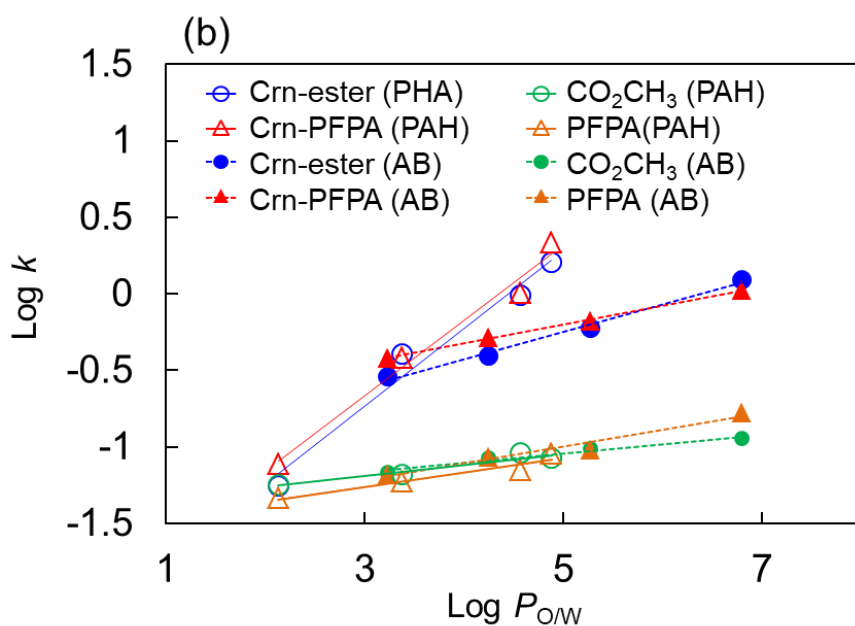 (b)
1.5
1
0.5
0
-0.5
-1
-1.5
Log k
Crn-ester (PHA)
Crn-PFPA (PAH)
Crn-ester (AB)
Crn-PFPA (AB)
CO₂CH₃ (PAH)
PFPA(PAH)
CO₂CH₃ (AB)
PFPA (AB)
1 3 5 7
Log P_O/W